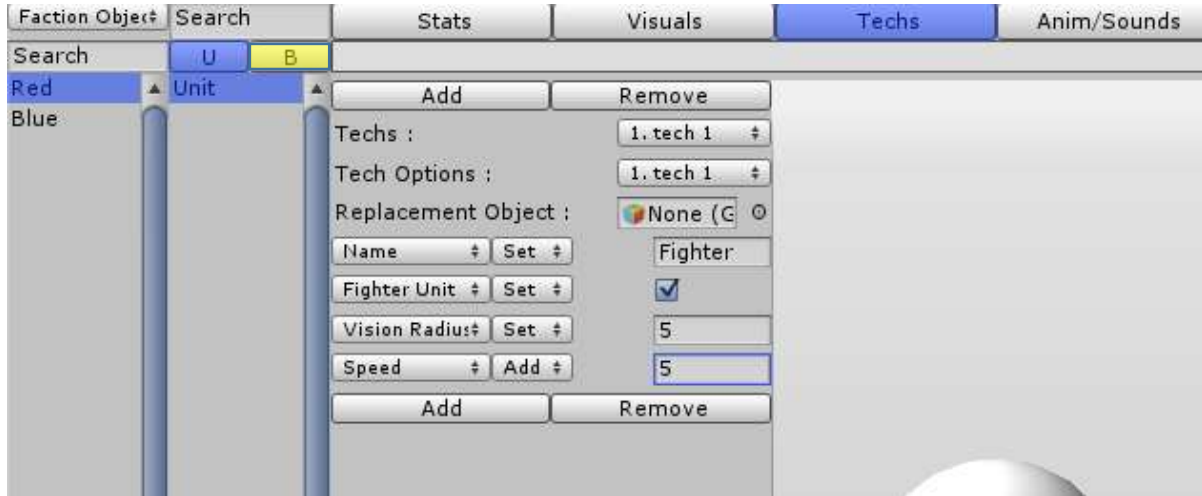 Faction Object Search Stats Visuals Techs Anim/Sounds
Search U B
Red Unit Add Remove
Blue
Techs : 1. tech 1
Tech Options : 1. tech 1
Replacement Object : None (G
Name Set Fighter
Fighter Unit Set
Vision Radius Set 5
Speed Add 5
Add Remove